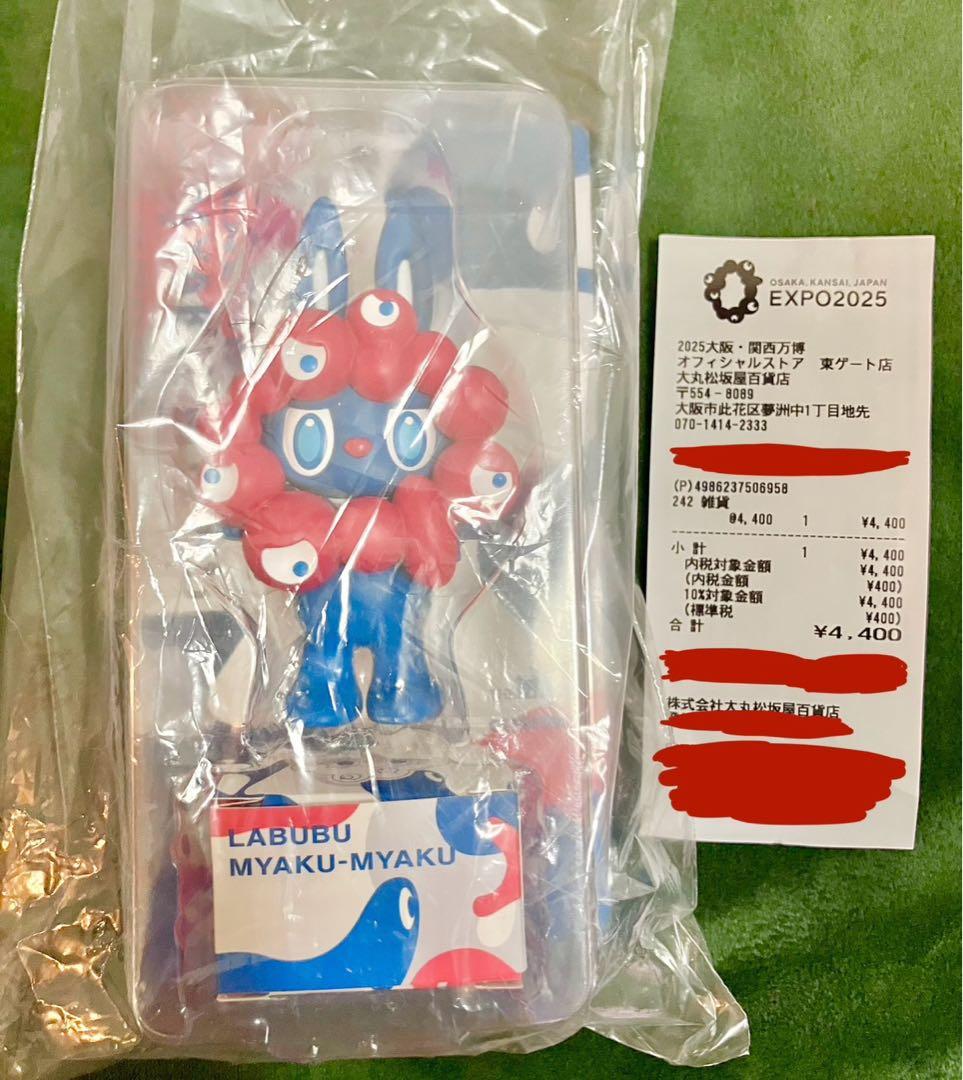 LABUBU
MYAKU-MYAKU
OSAKA, KANSAI, JAPAN
EXPO2025
2025大阪・関西万博
オフィシャルストア 東ゲート店
大丸松坂屋百貨店
〒554-8089
大阪市此花区夢洲中1丁目地先
070-1414-2333
(P)4986237506958
242 雑貨
@4,400 1 ¥4,400
小 計 1 ¥4,400
内税対象金額 ¥4,400
(内税金額 ¥400)
10%対象金額 ¥4,400
(標準税 ¥400)
合 計 ¥4,400
株式会社大丸松坂屋百貨店